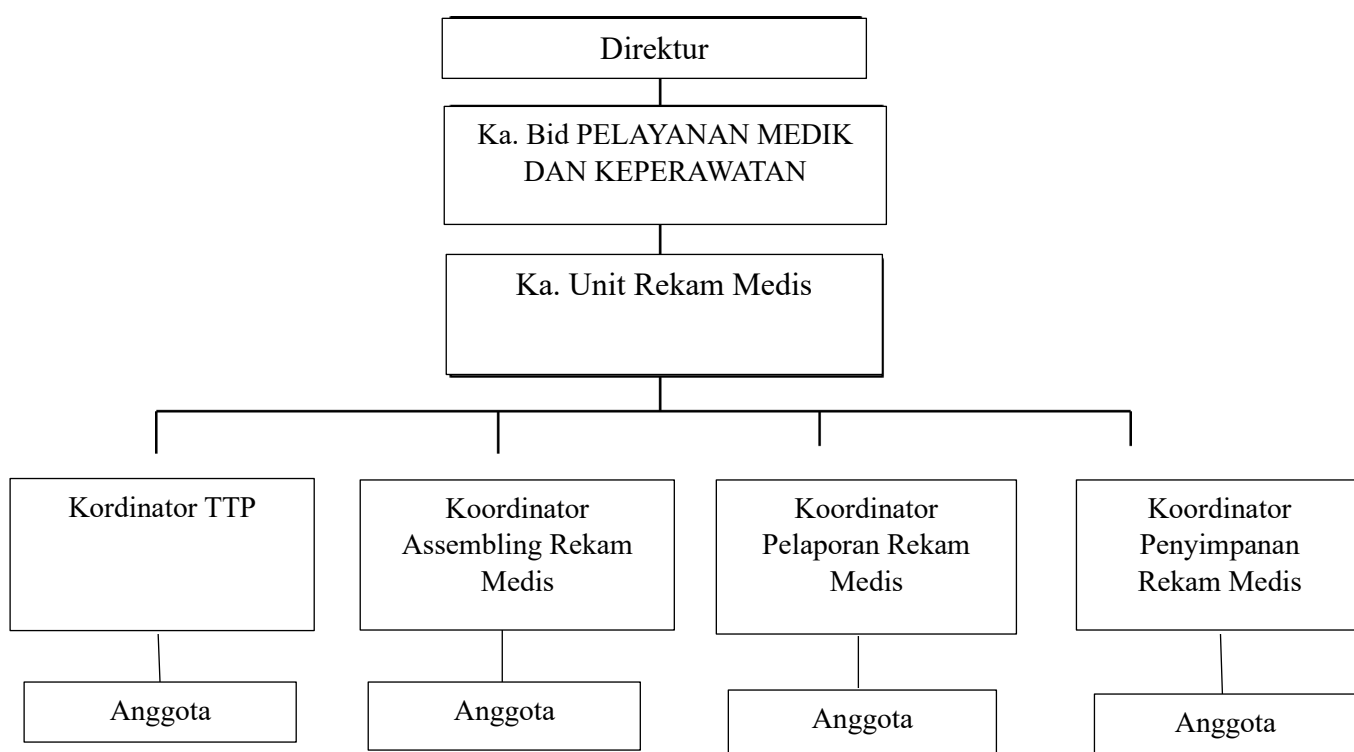 Direktur
Ka. Bid PELAYANAN MEDIK
DAN KEPERAWATAN
Ka. Unit Rekam Medis
Kordinator TTP
Koordinator
Assembling Rekam
Medis
Koordinator
Pelaporan Rekam
Medis
Koordinator
Penyimpanan
Rekam Medis
Anggota
Anggota
Anggota
Anggota